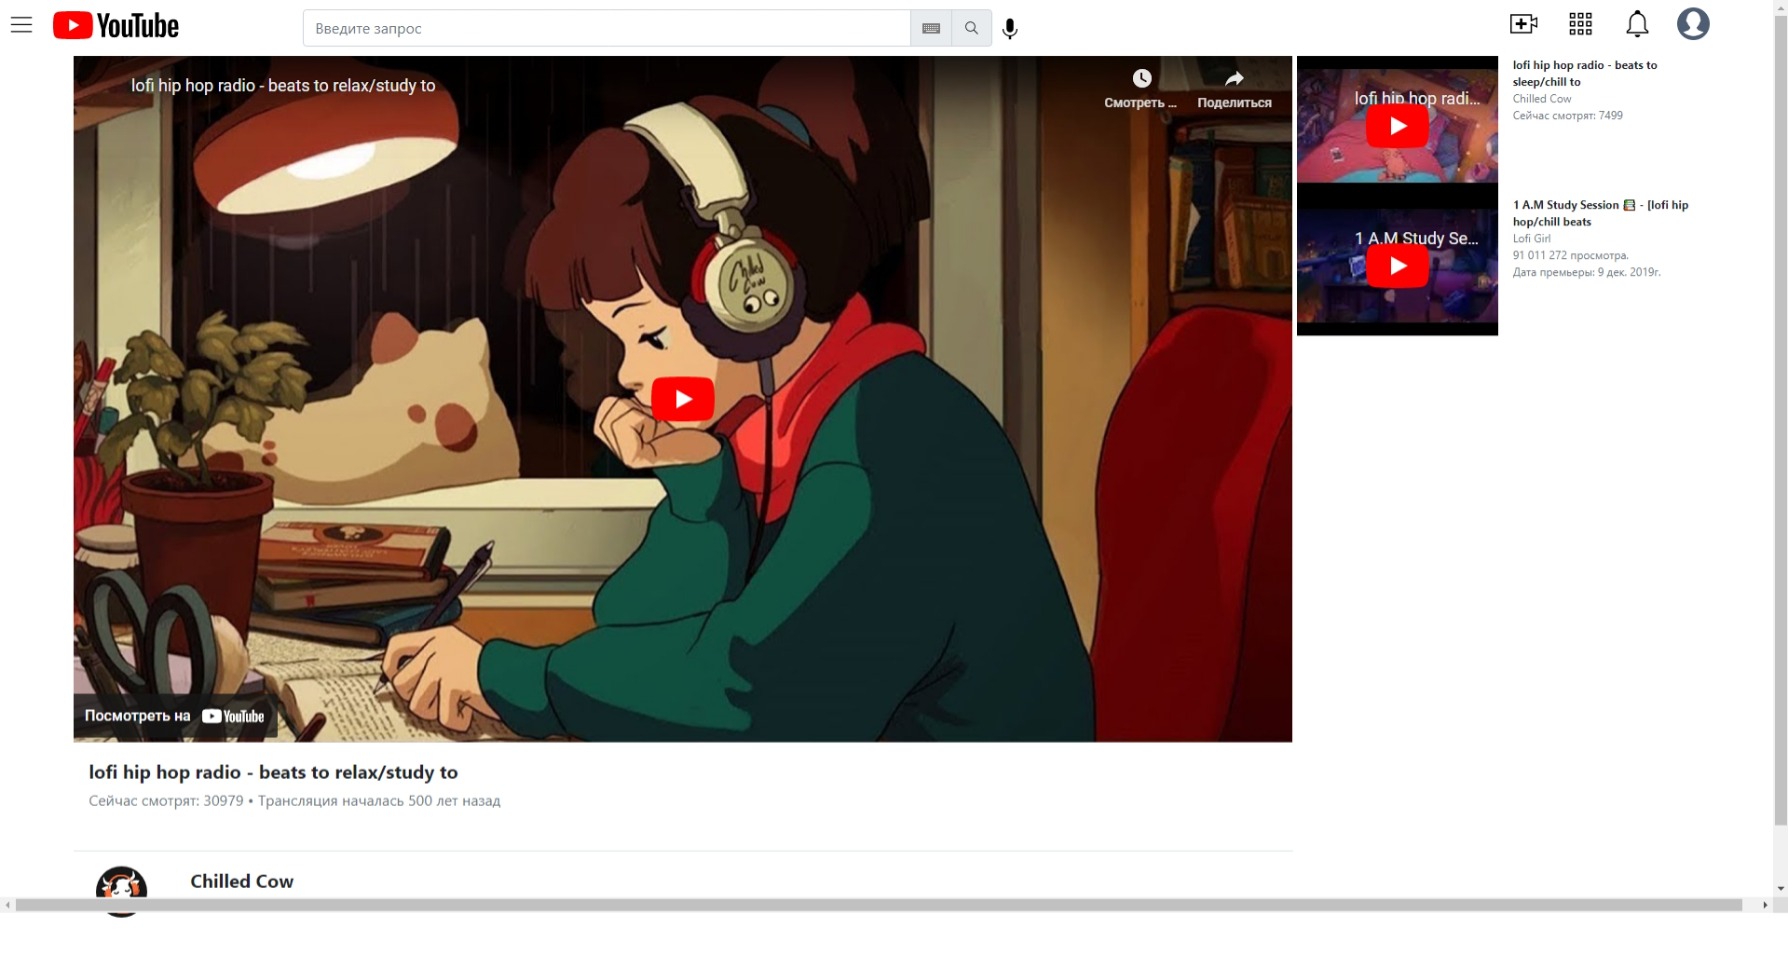 YouTube
Введите запрос
lofi hip hop radio - beats to relax/study to
Смотреть ...
Поделиться
Chilled
Cow
Посмотреть на YouTube
lofi hip hop radio - beats to relax/study to
Сейчас смотрят: 30979 • Трансляция началась 500 лет назад
Chilled Cow
lofi hip hop radi...
lofi hip hop radio - beats to
sleep/chill to
Chilled Cow
Сейчас смотрят: 7499
1 A.M Study Se...
1 A.M Study Session 📚 - [lofi hip
hop/chill beats
Lofi Girl
91 011 272 просмотра.
Дата премьеры: 9 дек. 2019г.